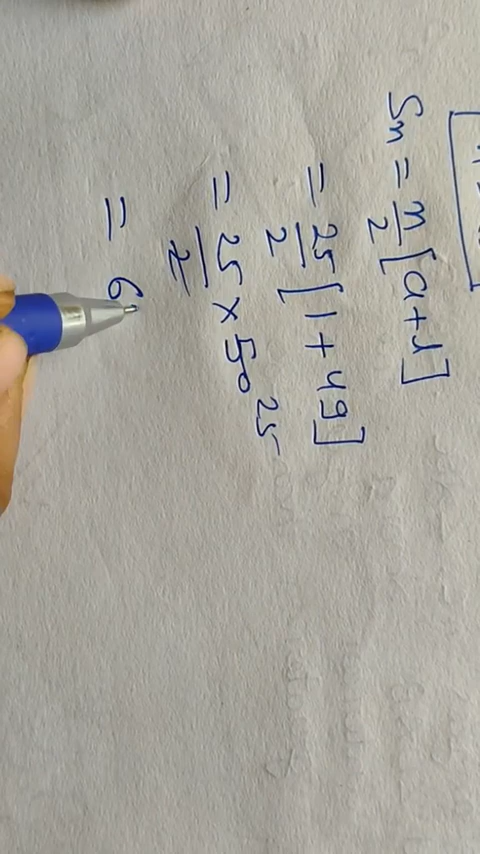 Sn = n/2 [a+l]
= 25/2 [1+49]
= 25/2 × 50 25
= 6